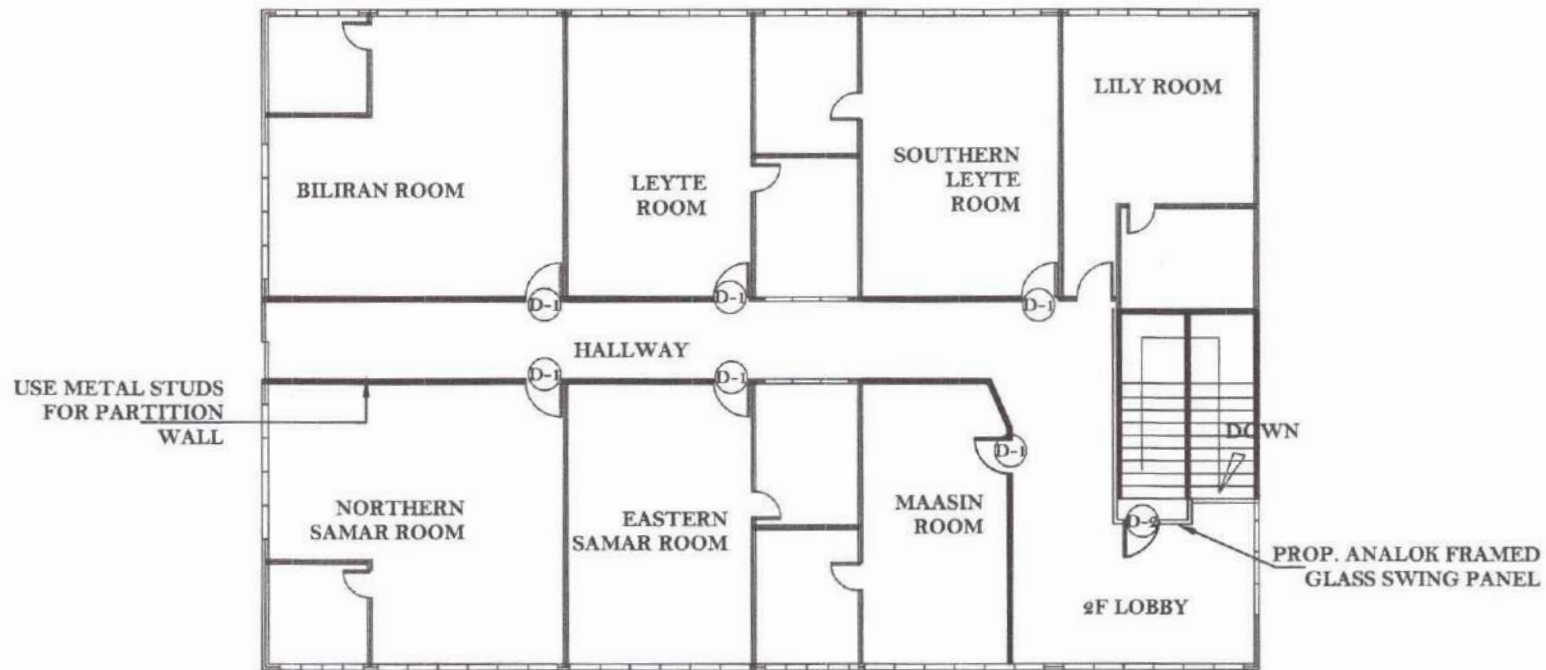 LILY ROOM
BILIRAN ROOM
LEYTE
ROOM
SOUTHERN
LEYTE
ROOM
D-1
D-1
D-1
HALLWAY
D-1
D-1
USE METAL STUDS
FOR PARTITION
WALL
DOWN
D-1
NORTHERN
SAMAR ROOM
EASTERN
SAMAR ROOM
MAASIN
ROOM
D-2
PROP. ANALOK FRAMED
GLASS SWING PANEL
2F LOBBY